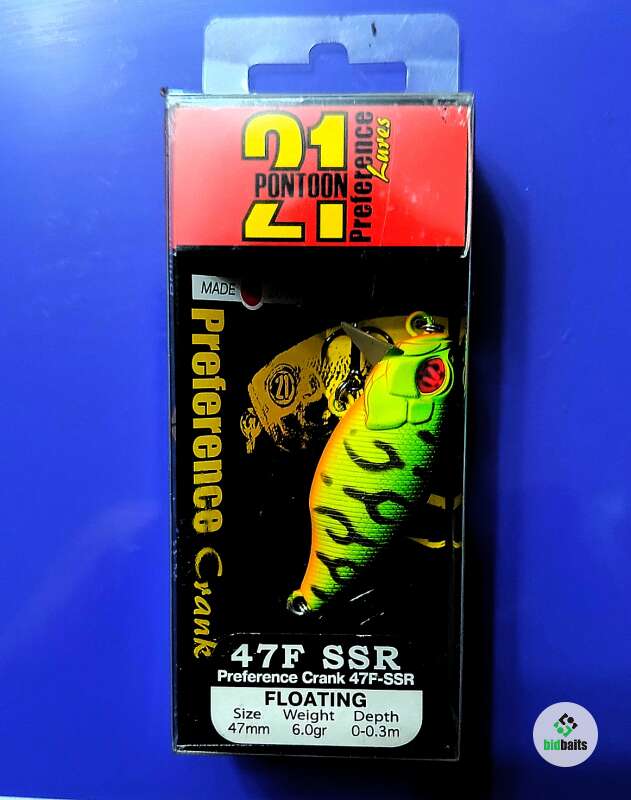 21
PONTOON
Preference
Lures
MADE
Preference Crank
21
47F SSR
Preference Crank 47F-SSR
FLOATING
Size Weight Depth
47mm 6.0gr 0-0.3m
bidbaits